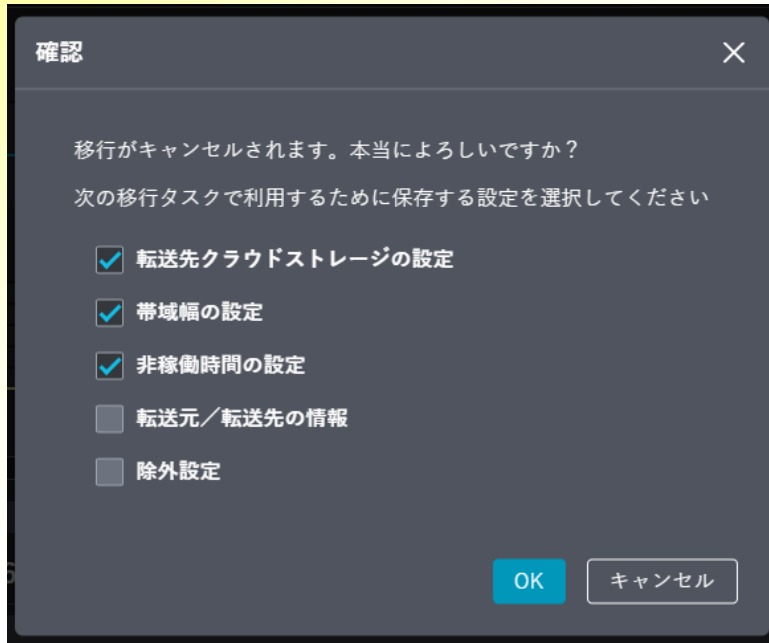 確認
移行がキャンセルされます。本当によろしいですか？
次の移行タスクで利用するために保存する設定を選択してください
転送先クラウドストレージの設定
帯域幅の設定
非稼働時間の設定
転送元／転送先の情報
除外設定
OK キャンセル